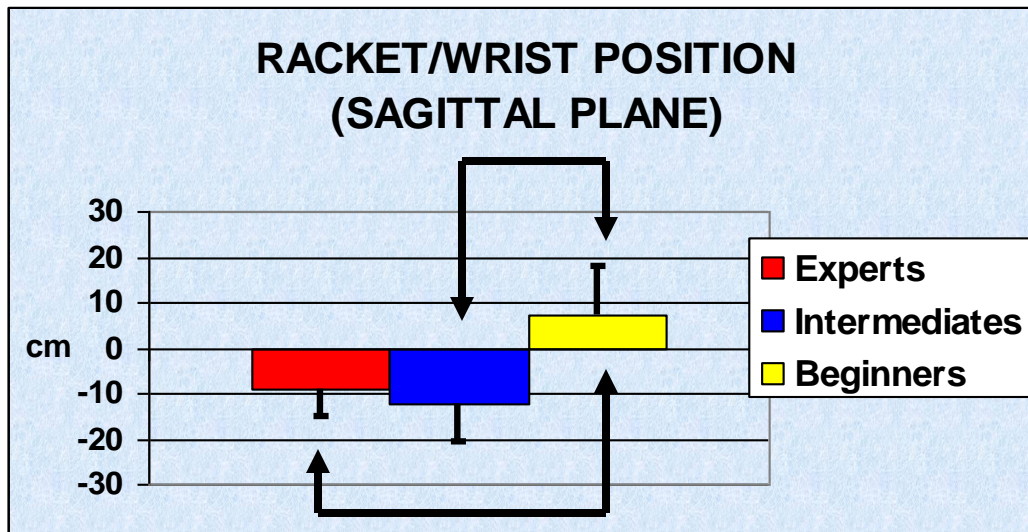 RACKET/WRIST POSITION
(SAGITTAL PLANE)
30
20
10
0
-10
-20
-30
cm
Experts
Intermediates
Beginners